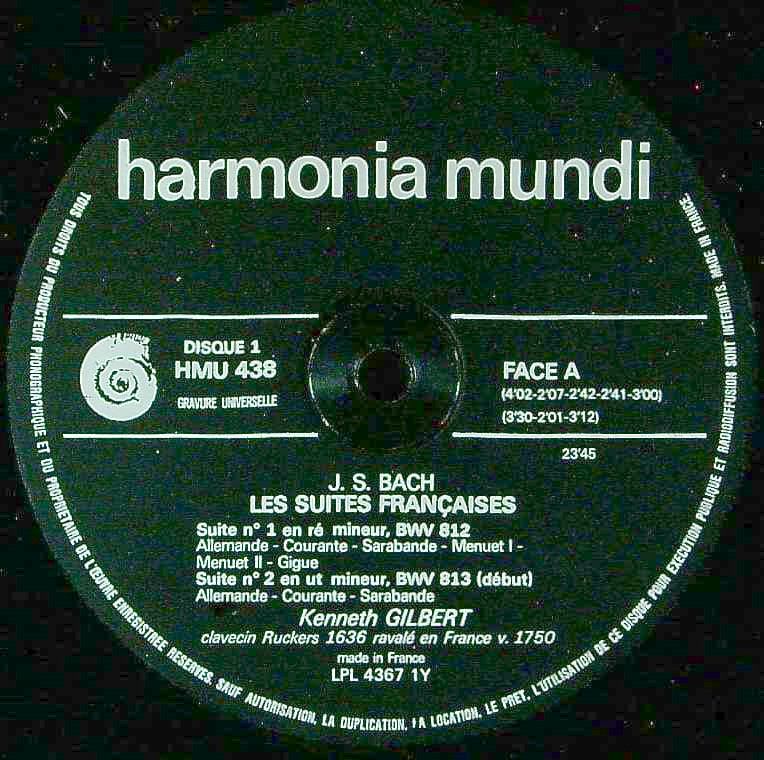 harmonia mundi
DISQUE 1
HMU 438
GRAVURE UNIVERSELLE
FACE A
(4'02-2'07-2'42-2'41-3'00)
(3'30-2'01-3'12)
23'45
J. S. BACH
LES SUITES FRANÇAISES
Suite n° 1 en ré mineur, BWV 812
Allemande - Courante - Sarabande - Menuet I -
Menuet II - Gigue
Suite n° 2 en ut mineur, BWV 813 (début)
Allemande - Courante - Sarabande
Kenneth GILBERT
clavecin Ruckers 1636 ravalé en France v. 1750
made in France
LPL 4367 1Y
TOUS DROITS DU PRODUCTEUR PHONOGRAPHIQUE ET DU PROPRIETAIRE DE L'ŒUVRE ENREGISTREE RESERVES, SAUF AUTORISATION, LA DUPLICATION, LA LOCATION, LE PRET, L'UTILISATION DE CE DISQUE POUR EXECUTION PUBLIQUE ET RADIODIFFUSION SONT INTERDITS. MADE IN FRANCE.